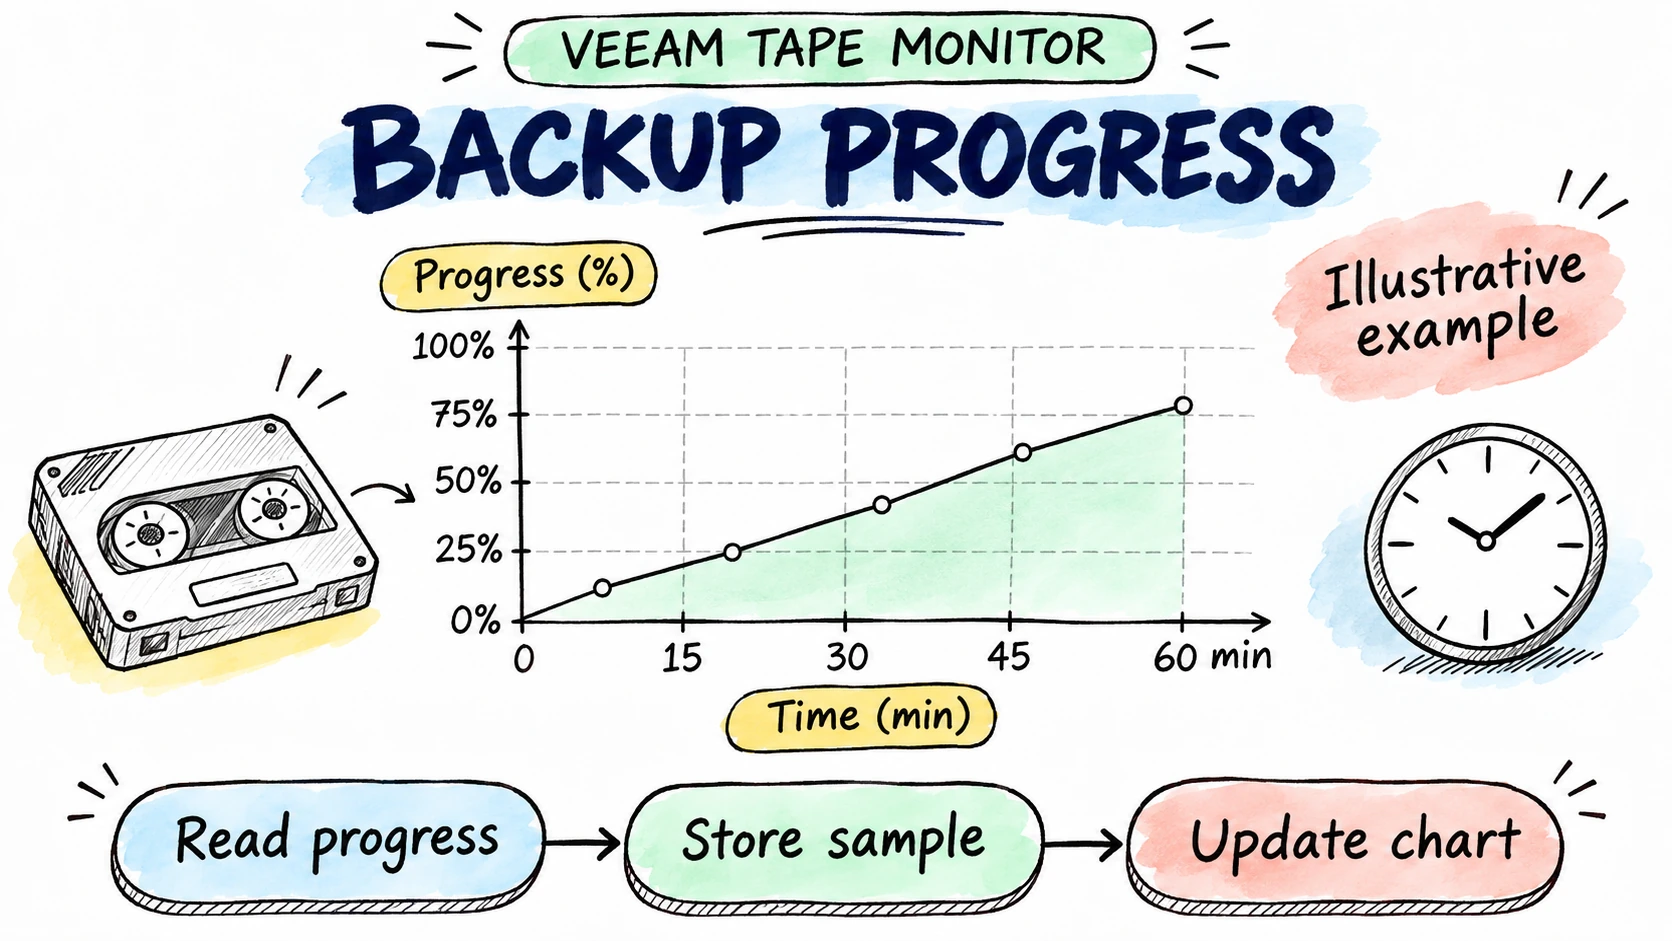 VEEAM TAPE MONITOR
BACKUP PROGRESS
Progress (%)
Illustrative
example
100%
75%
50%
25%
0%
0 15 30 45 60 min
Time (min)
Read progress
Store sample
Update chart